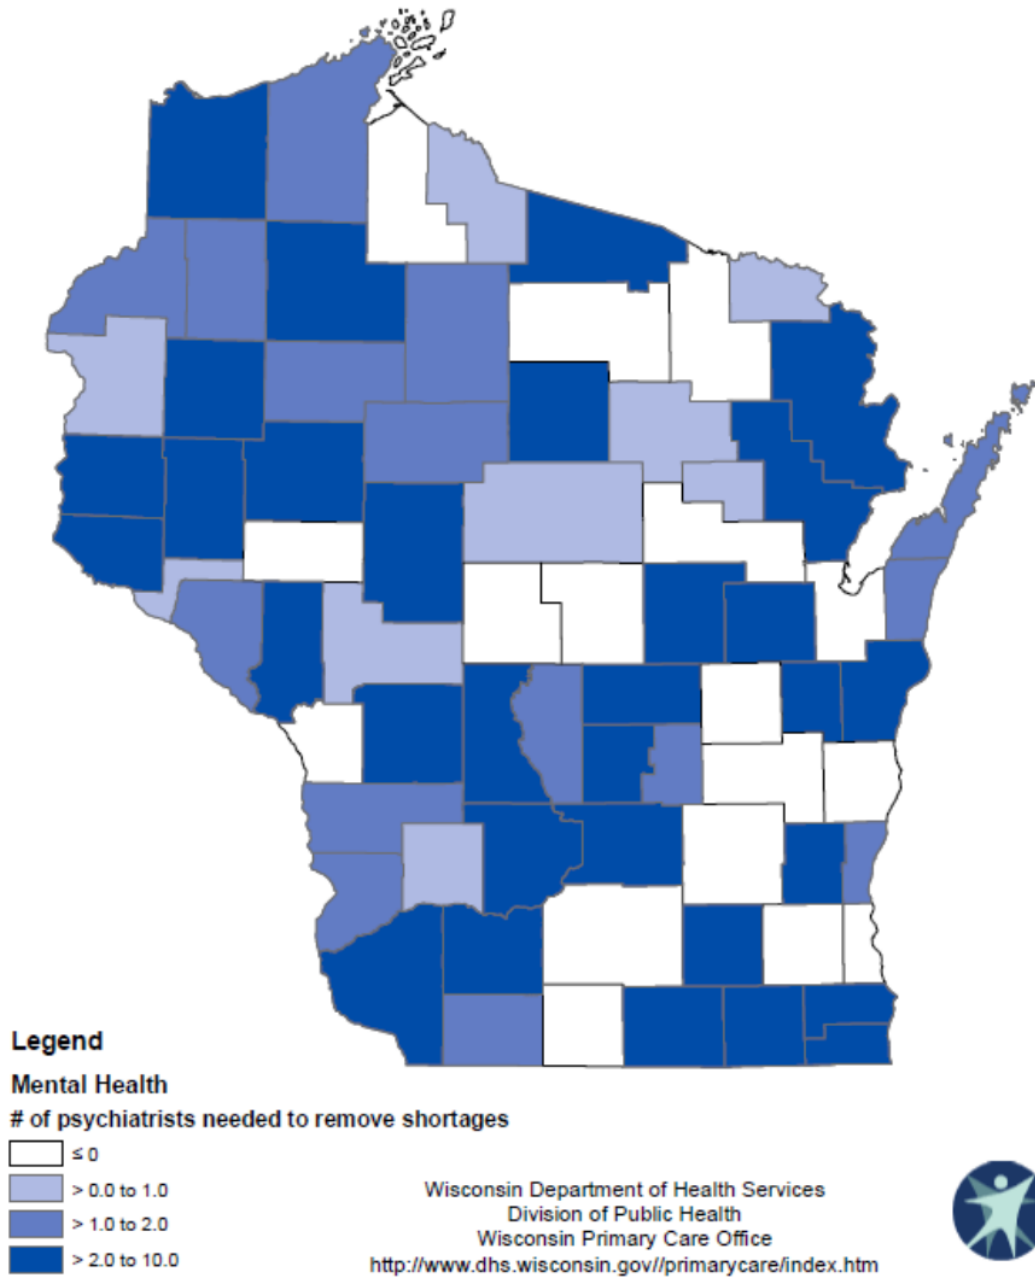 Legend
Mental Health
# of psychiatrists needed to remove shortages
≤ 0
> 0.0 to 1.0
> 1.0 to 2.0
> 2.0 to 10.0
Wisconsin Department of Health Services
Division of Public Health
Wisconsin Primary Care Office
http://www.dhs.wisconsin.gov//primarycare/index.htm